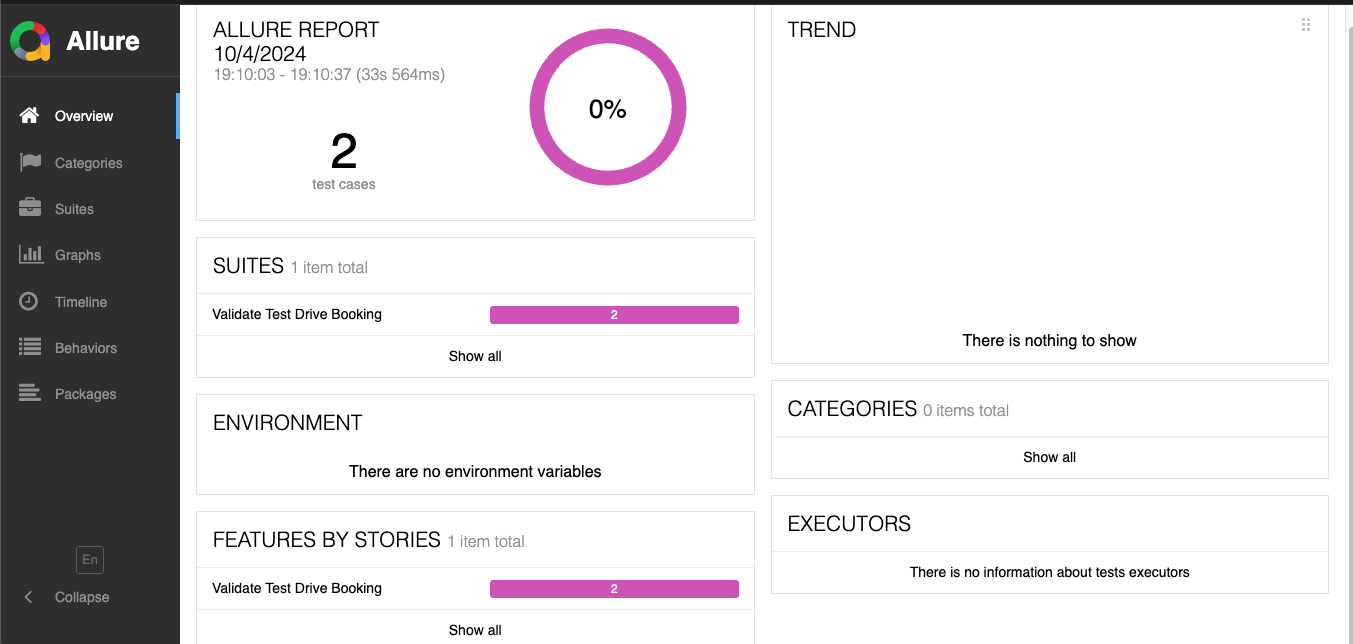 Allure
Overview
Categories
Suites
Graphs
Timeline
Behaviors
Packages
En
Collapse
ALLURE REPORT
10/4/2024
19:10:03 - 19:10:37 (33s 564ms)
2
test cases
0%
SUITES 1 item total
Validate Test Drive Booking 2
Show all
ENVIRONMENT
There are no environment variables
FEATURES BY STORIES 1 item total
Validate Test Drive Booking 2
Show all
TREND
There is nothing to show
CATEGORIES 0 items total
Show all
EXECUTORS
There is no information about tests executors